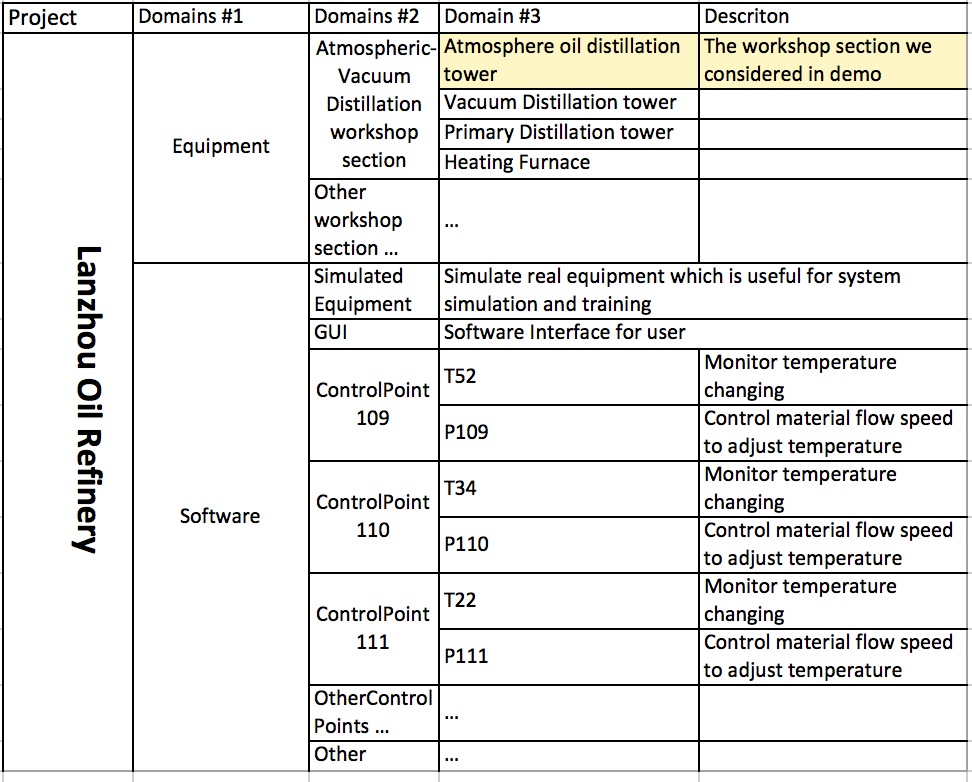 Project
Domains #1
Domains #2
Domain #3
Descriton
Lanzhou Oil Refinery
Equipment
Atmospheric-
Vacuum
Distillation
workshop
section
Atmosphere oil distillation
tower
The workshop section we
considered in demo
Vacuum Distillation tower
Primary Distillation tower
Heating Furnace
Other
workshop
section ...
...
Software
Simulated
Equipment
Simulate real equipment which is useful for system
simulation and training
GUI
Software Interface for user
ControlPoint
109
T52
Monitor temperature
changing
P109
Control material flow speed
to adjust temperature
ControlPoint
110
T34
Monitor temperature
changing
P110
Control material flow speed
to adjust temperature
ControlPoint
111
T22
Monitor temperature
changing
P111
Control material flow speed
to adjust temperature
OtherControl
Points ...
...
Other
...